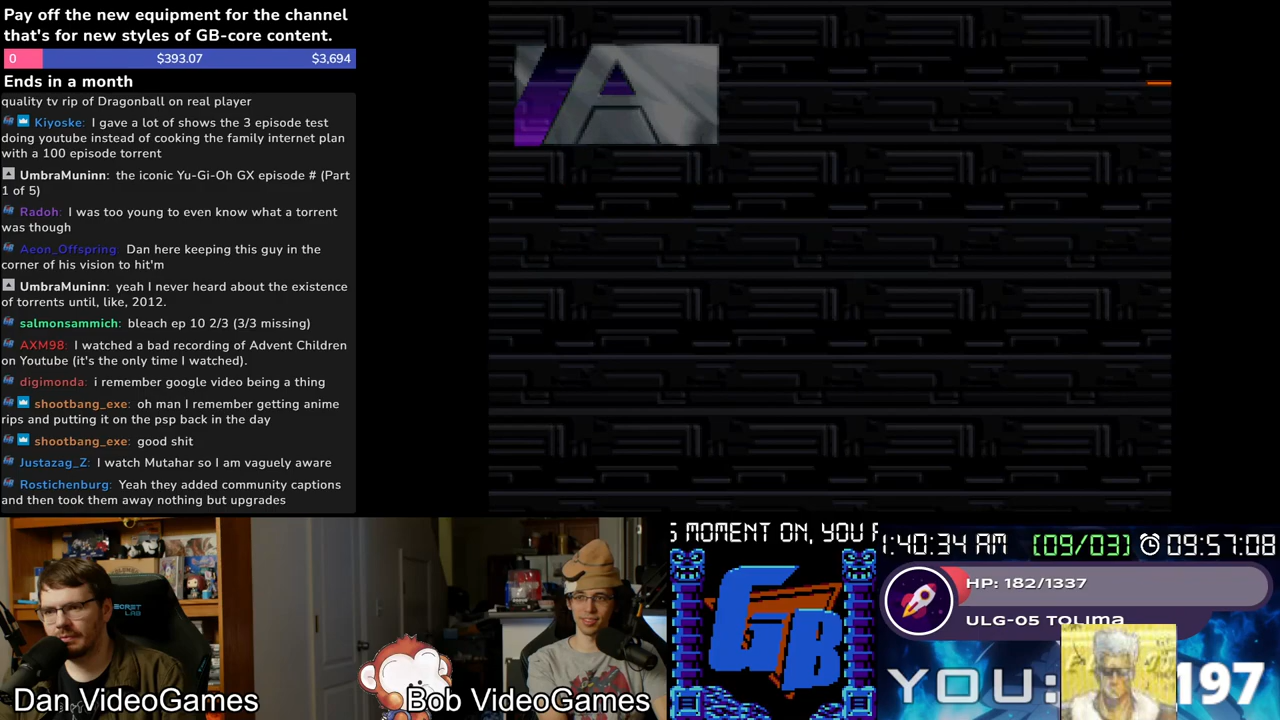 Pay off the new equipment for the channel
that's for new styles of GB-core content.
0 $393.07 $3,694
Ends in a month
quality tv rip of Dragonball on real player
Kiyoske: I gave a lot of shows the 3 episode test
doing youtube instead of cooking the family internet plan
with a 100 episode torrent
UmbraMuninn: the iconic Yu-Gi-Oh GX episode # (Part
1 of 5)
Radoh: I was too young to even know what a torrent
was though
Aeon_Offspring: Dan here keeping this guy in the
corner of his vision to hit'm
UmbraMuninn: yeah I never heard about the existence
of torrents until, like, 2012.
salmonsammich: bleach ep 10 2/3 (3/3 missing)
AXM98: I watched a bad recording of Advent Children
on Youtube (it's the only time I watched).
digimonda: i remember google video being a thing
shootbang_exe: oh man I remember getting anime
rips and putting it on the psp back in the day
shootbang_exe: good shit
Justazag_Z: I watch Mutahar so I am vaguely aware
Rostichenburg: Yeah they added community captions
and then took them away nothing but upgrades
A
S MOMENT ON, YOU
:40:34 AM [09/03] 09:57:08
HP: 182/1337
ULG-05 Tolima
GB
YOU: 197
Dan VideoGames
Bob VideoGames